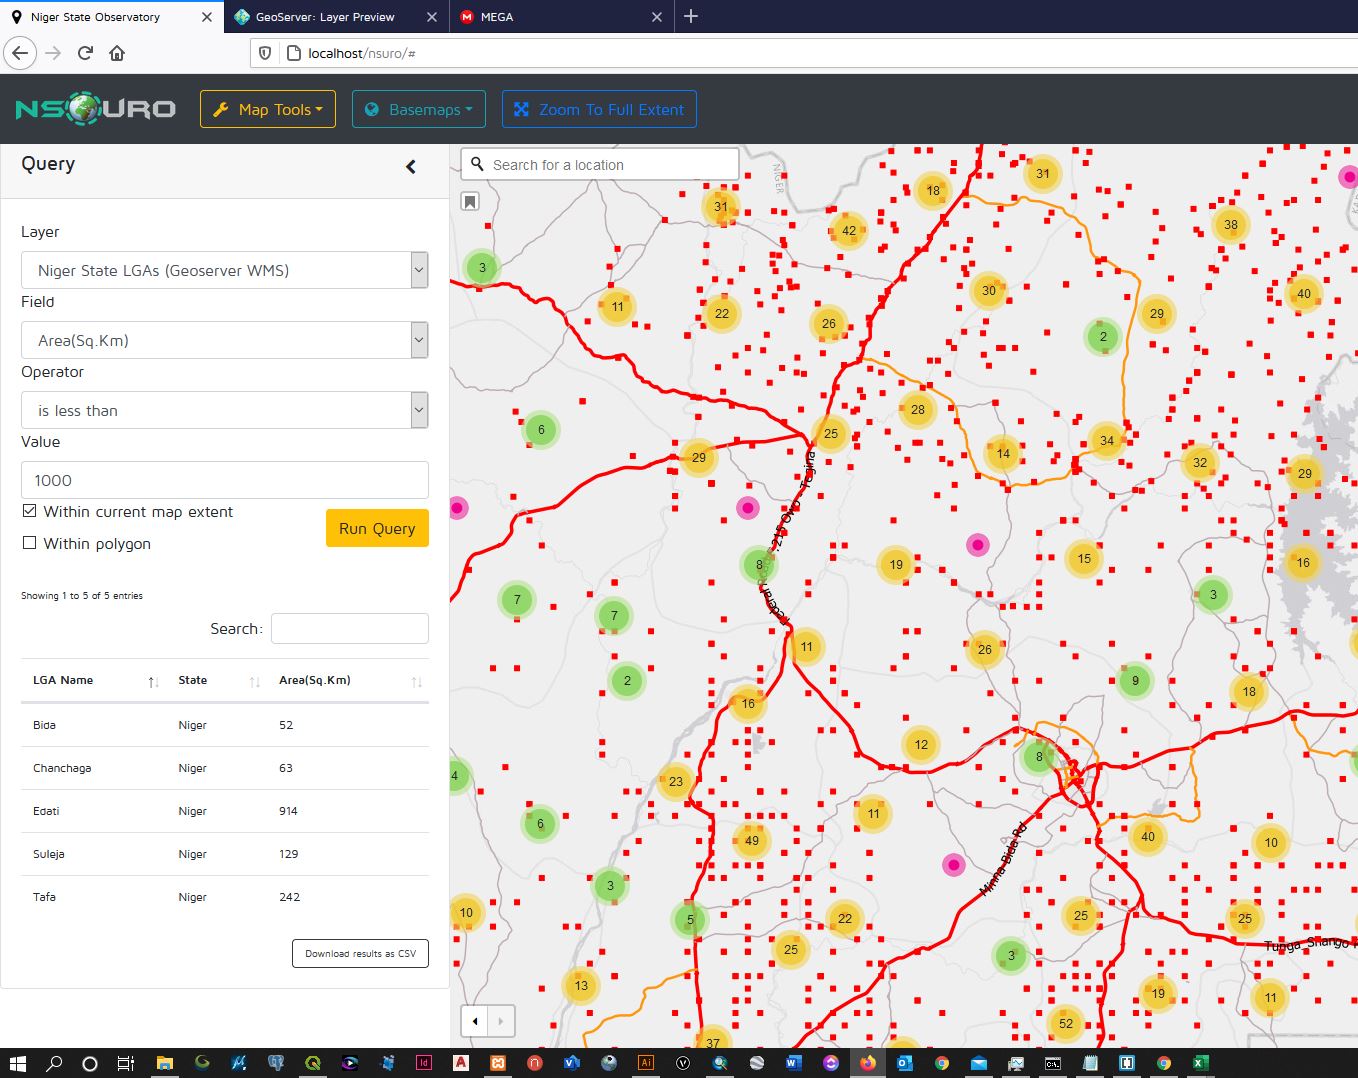 Niger State Observatory
GeoServer: Layer Preview
MEGA
localhost/nsuro/#
NSURO
Map Tools
Basemaps
Zoom To Full Extent
Query
Layer
Niger State LGAs (Geoserver WMS)
Field
Area(Sq.Km)
Operator
is less than
Value
1000
Within current map extent
Within polygon
Run Query
Showing 1 to 5 of 5 entries
Search:
LGA Name State Area(Sq.Km)
Bida Niger 52
Chanchaga Niger 63
Edati Niger 914
Suleja Niger 129
Tafa Niger 242
Download results as CSV
Search for a location
NIGER
31
18
31
42
38
3
30
40
11
22
26
29
2
28
6
25
34
29
14
32
29
Tegina
215 Owo -
8
19
15
16
7
7
3
11
26
2
9
18
16
12
8
4
23
11
6
49
40
10
Minna Bida Rd
3
10
5
22
25
25
Tunga Shango
25
3
13
19
11
52
37